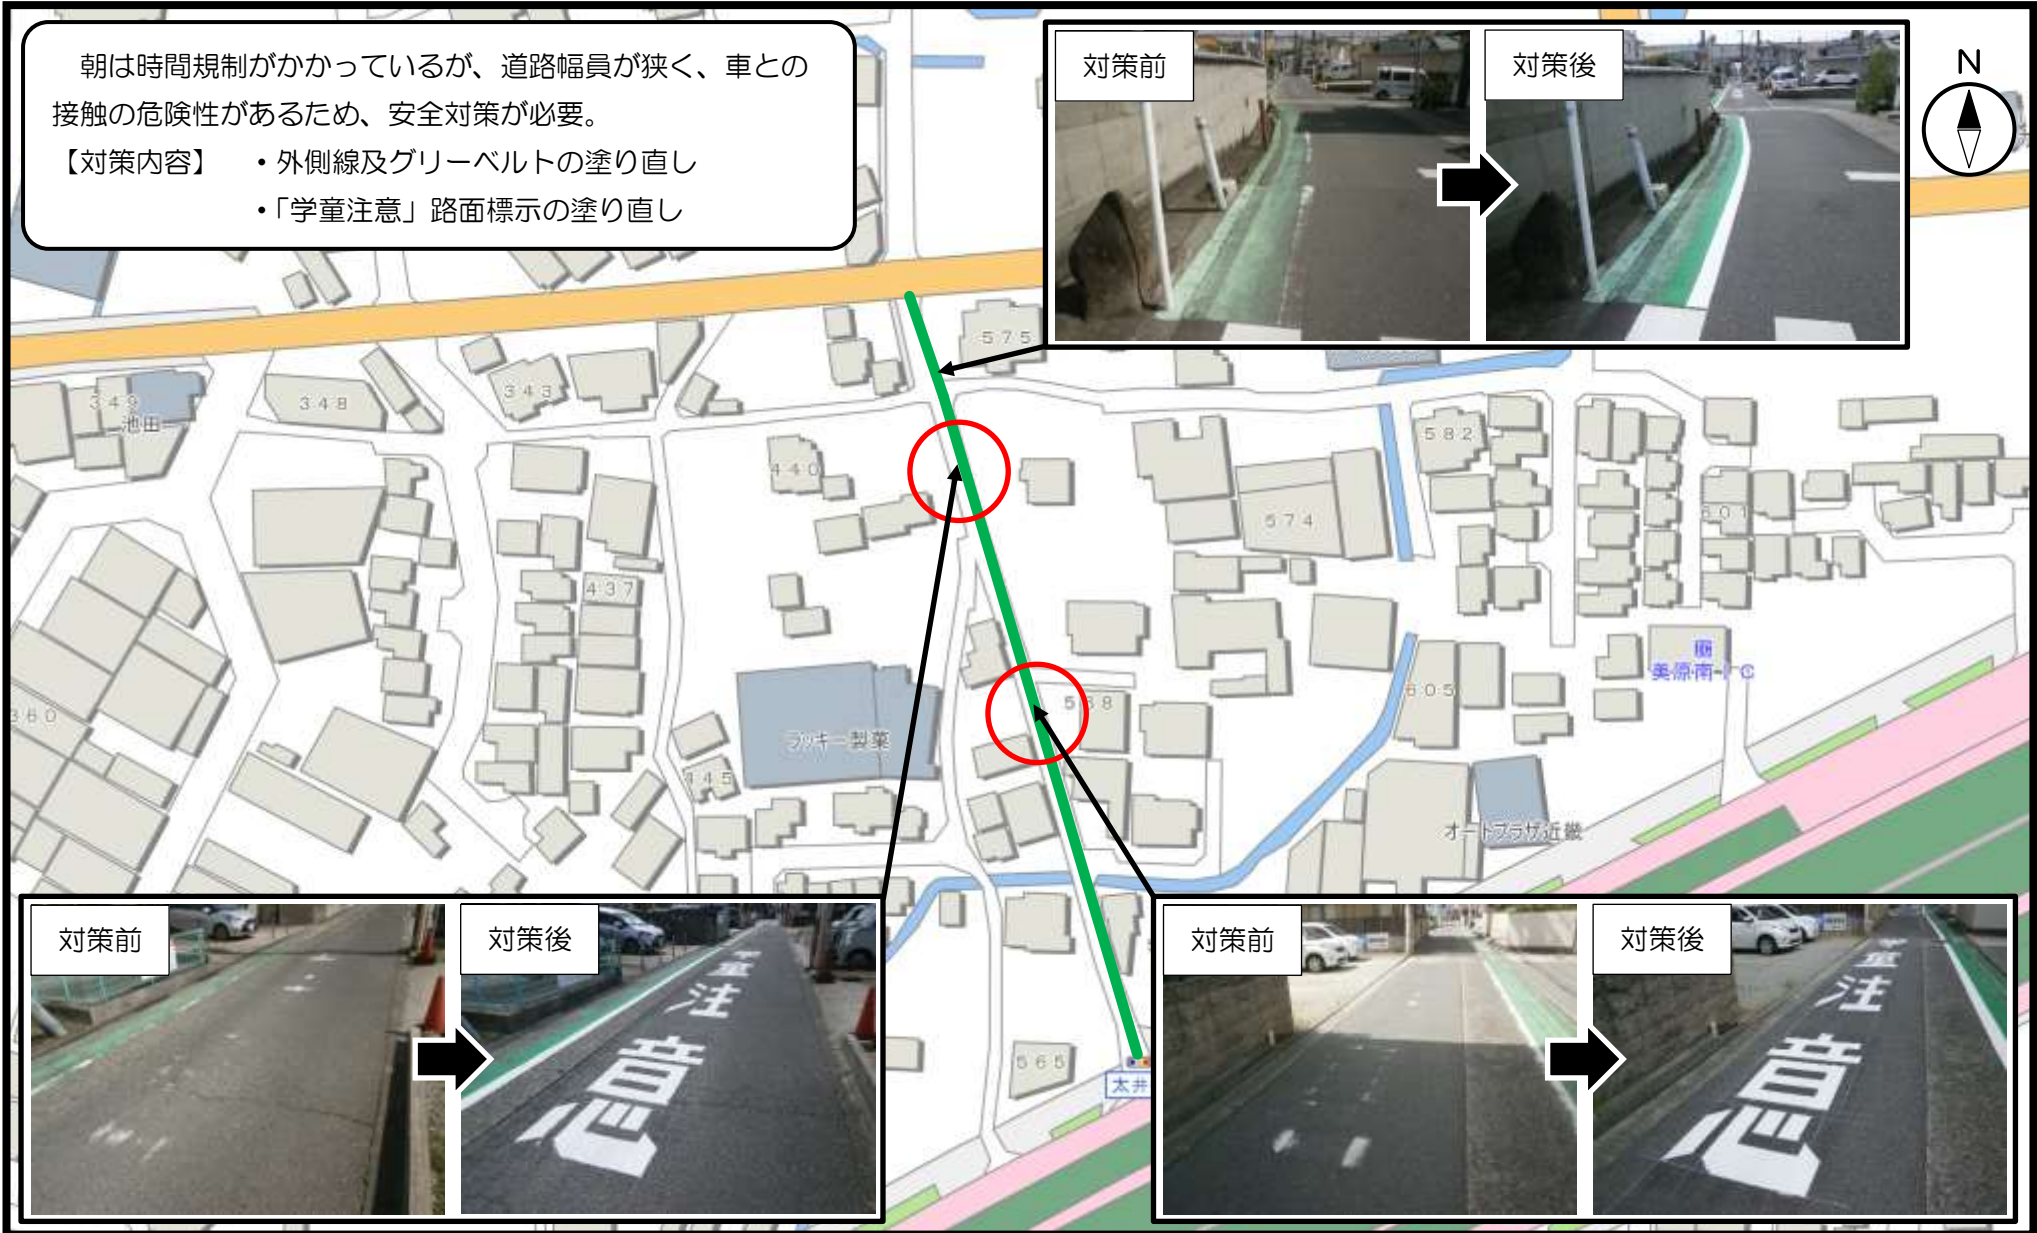 朝は時間規制がかかっているが、道路幅員が狭く、車との
接触の危険性があるため、安全対策が必要。
【対策内容】 ・外側線及グリーベルトの塗り直し
・「学童注意」路面標示の塗り直し
対策前
対策後
N
575
349
池田
348
343
440
582
574
601
437
美原南IC
360
538
605
ラッキー製薬
445
オートプラザ近畿
565
太井
対策前
対策後
童注
意
対策前
対策後
童注
意